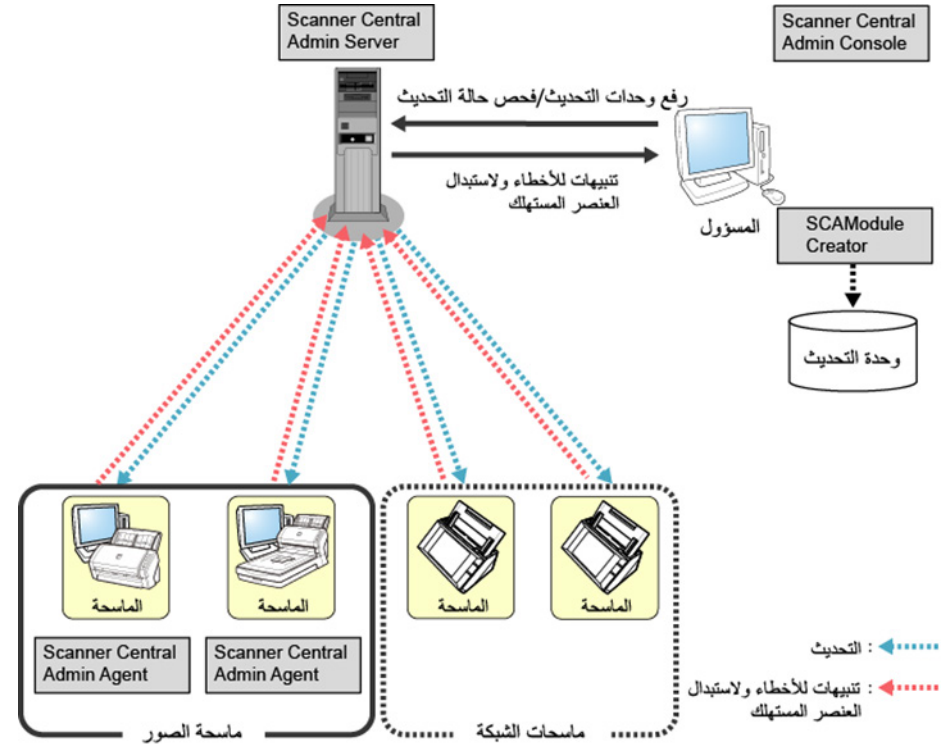 Scanner Central
Admin Server
Scanner Central
Admin Console
رفع وحدات التحديث/فحص حالة التحديث
تنبيهات للأخطاء ولاستبدال
العنصر المستهلك
المسؤول
SCAModule
Creator
وحدة التحديث
الماسحة
الماسحة
الماسحة
الماسحة
Scanner Central
Admin Agent
Scanner Central
Admin Agent
ماسحة الصور
ماسحات الشبكة
: التحديث
: تنبيهات للأخطاء ولاستبدال
العنصر المستهلك